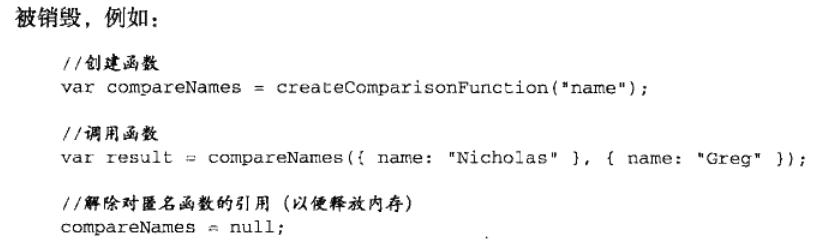 被销毁，例如：
//创建函数
var compareNames = createComparisonFunction("name");
//调用函数
var result = compareNames({ name: "Nicholas" }, { name: "Greg" });
//解除对匿名函数的引用（以便释放内存）
compareNames = null;